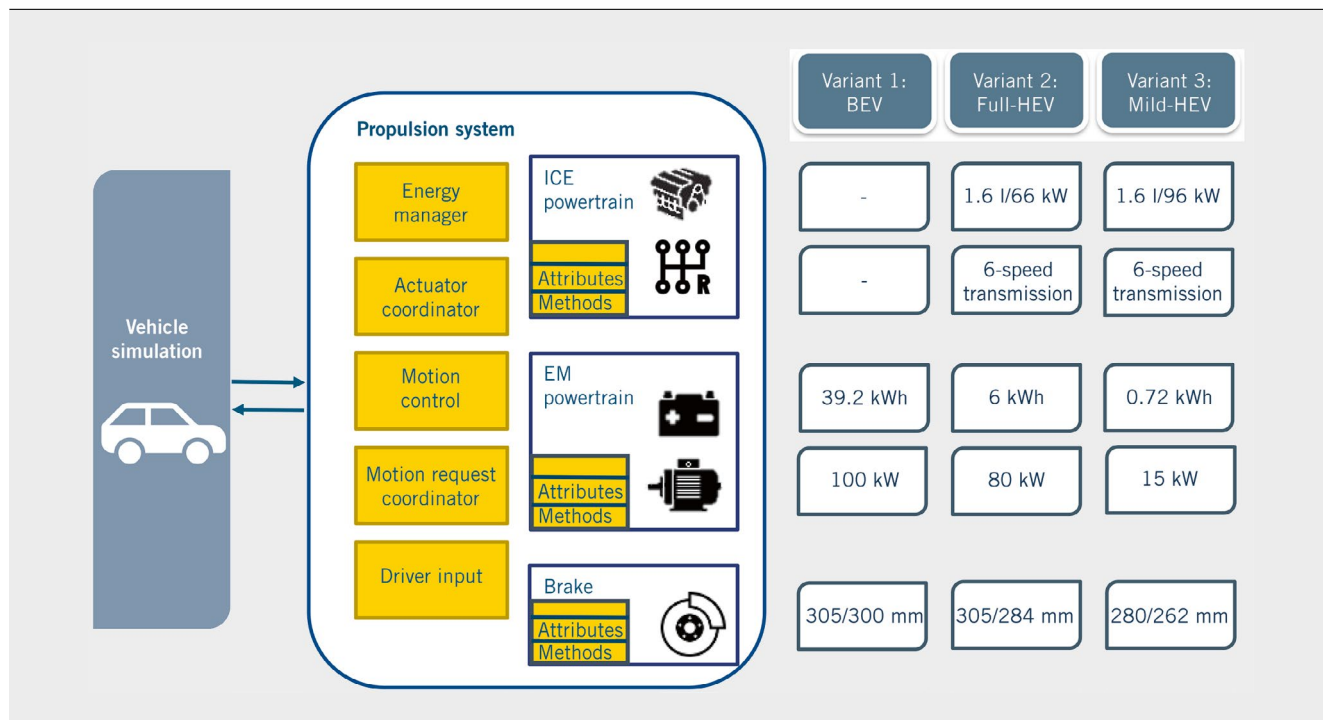 Variant 1:
BEV
Variant 2:
Full-HEV
Variant 3:
Mild-HEV
Propulsion system
Vehicle
simulation
Energy
manager
Actuator
coordinator
Motion
control
Motion request
coordinator
Driver input
ICE
powertrain
Attributes
Methods
R
EM
powertrain
Attributes
Methods
Brake
Attributes
Methods
-
1.6 l/66 kW
1.6 l/96 kW
-
6-speed
transmission
6-speed
transmission
39.2 kWh
6 kWh
0.72 kWh
100 kW
80 kW
15 kW
305/300 mm
305/284 mm
280/262 mm